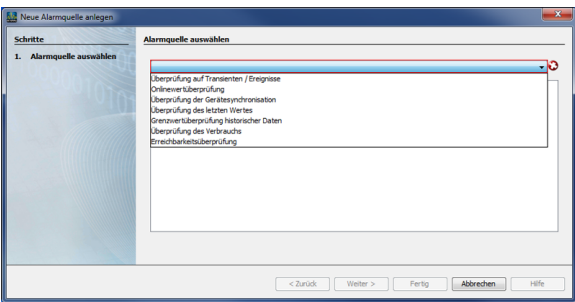 Neue Alarmquelle anlegen
Schritte
1. Alarmquelle auswählen
Alarmquelle auswählen
Überprüfung auf Transienten / Ereignisse
Onlinewertüberprüfung
Überprüfung der Gerätesynchronisation
Überprüfung des letzten Wertes
Grenzwertüberprüfung historischer Daten
Überprüfung des Verbrauchs
Erreichbarkeitsüberprüfung
< Zurück Weiter > Fertig Abbrechen Hilfe